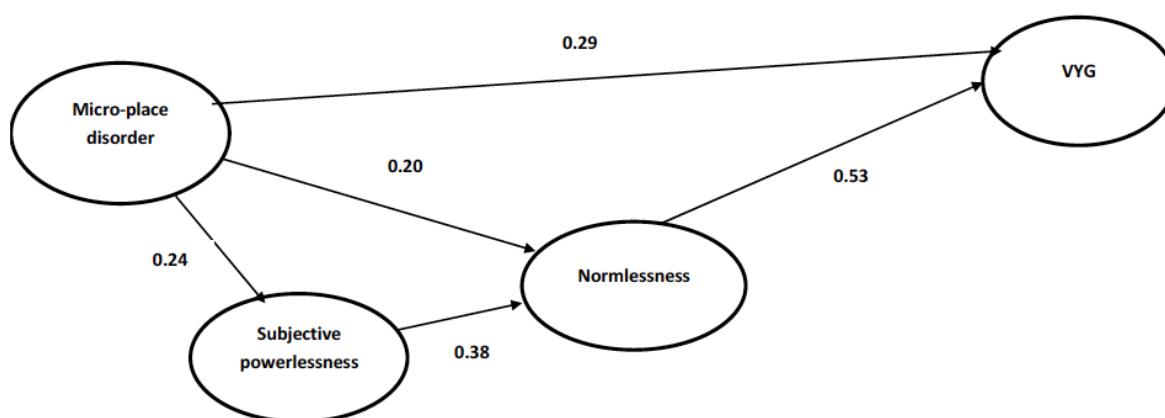 0.29
VYG
Micro-place
disorder
0.20
0.53
0.24
Normlessness
Subjective
powerlessness
0.38